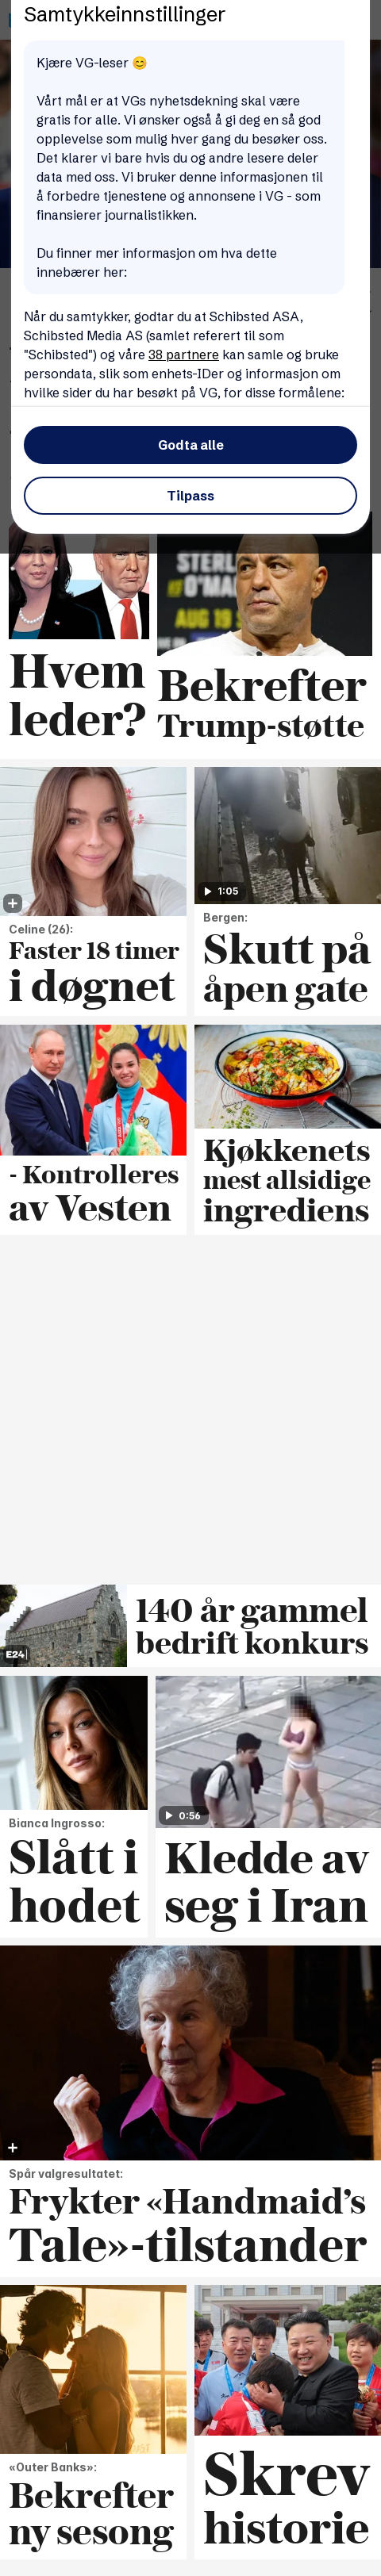 Samtykkeinnstillinger
Kjære VG-leser 😊
Vårt mål er at VGs nyhetsdekning skal være
gratis for alle. Vi ønsker også å gi deg en så god
opplevelse som mulig hver gang du besøker oss.
Det klarer vi bare hvis du og andre lesere deler
data med oss. Vi bruker denne informasjonen til
å forbedre tjenestene og annonsene i VG - som
finansierer journalistikken.
Du finner mer informasjon om hva dette
innebærer her:
Når du samtykker, godtar du at Schibsted ASA,
Schibsted Media AS (samlet referert til som
"Schibsted") og våre 38 partnere kan samle og bruke
persondata, slik som enhets-IDer og informasjon om
hvilke sider du har besøkt på VG, for disse formålene:
Godta alle
Tilpass
Hvem
leder?
Bekrefter
Trump-støtte
Celine (26):
Faster 18 timer
i døgnet
1:05
Bergen:
Skutt på
åpen gate
- Kontrolleres
av Vesten
Kjøkkenets
mest allsidige
ingrediens
E24
140 år gammel
bedrift konkurs
Bianca Ingrosso:
Slått i
hodet
0:56
Kledde av
seg i Iran
Spår valgresultatet:
Frykter «Handmaid’s
Tale»-tilstander
«Outer Banks»:
Bekrefter
ny sesong
Skrev
historie